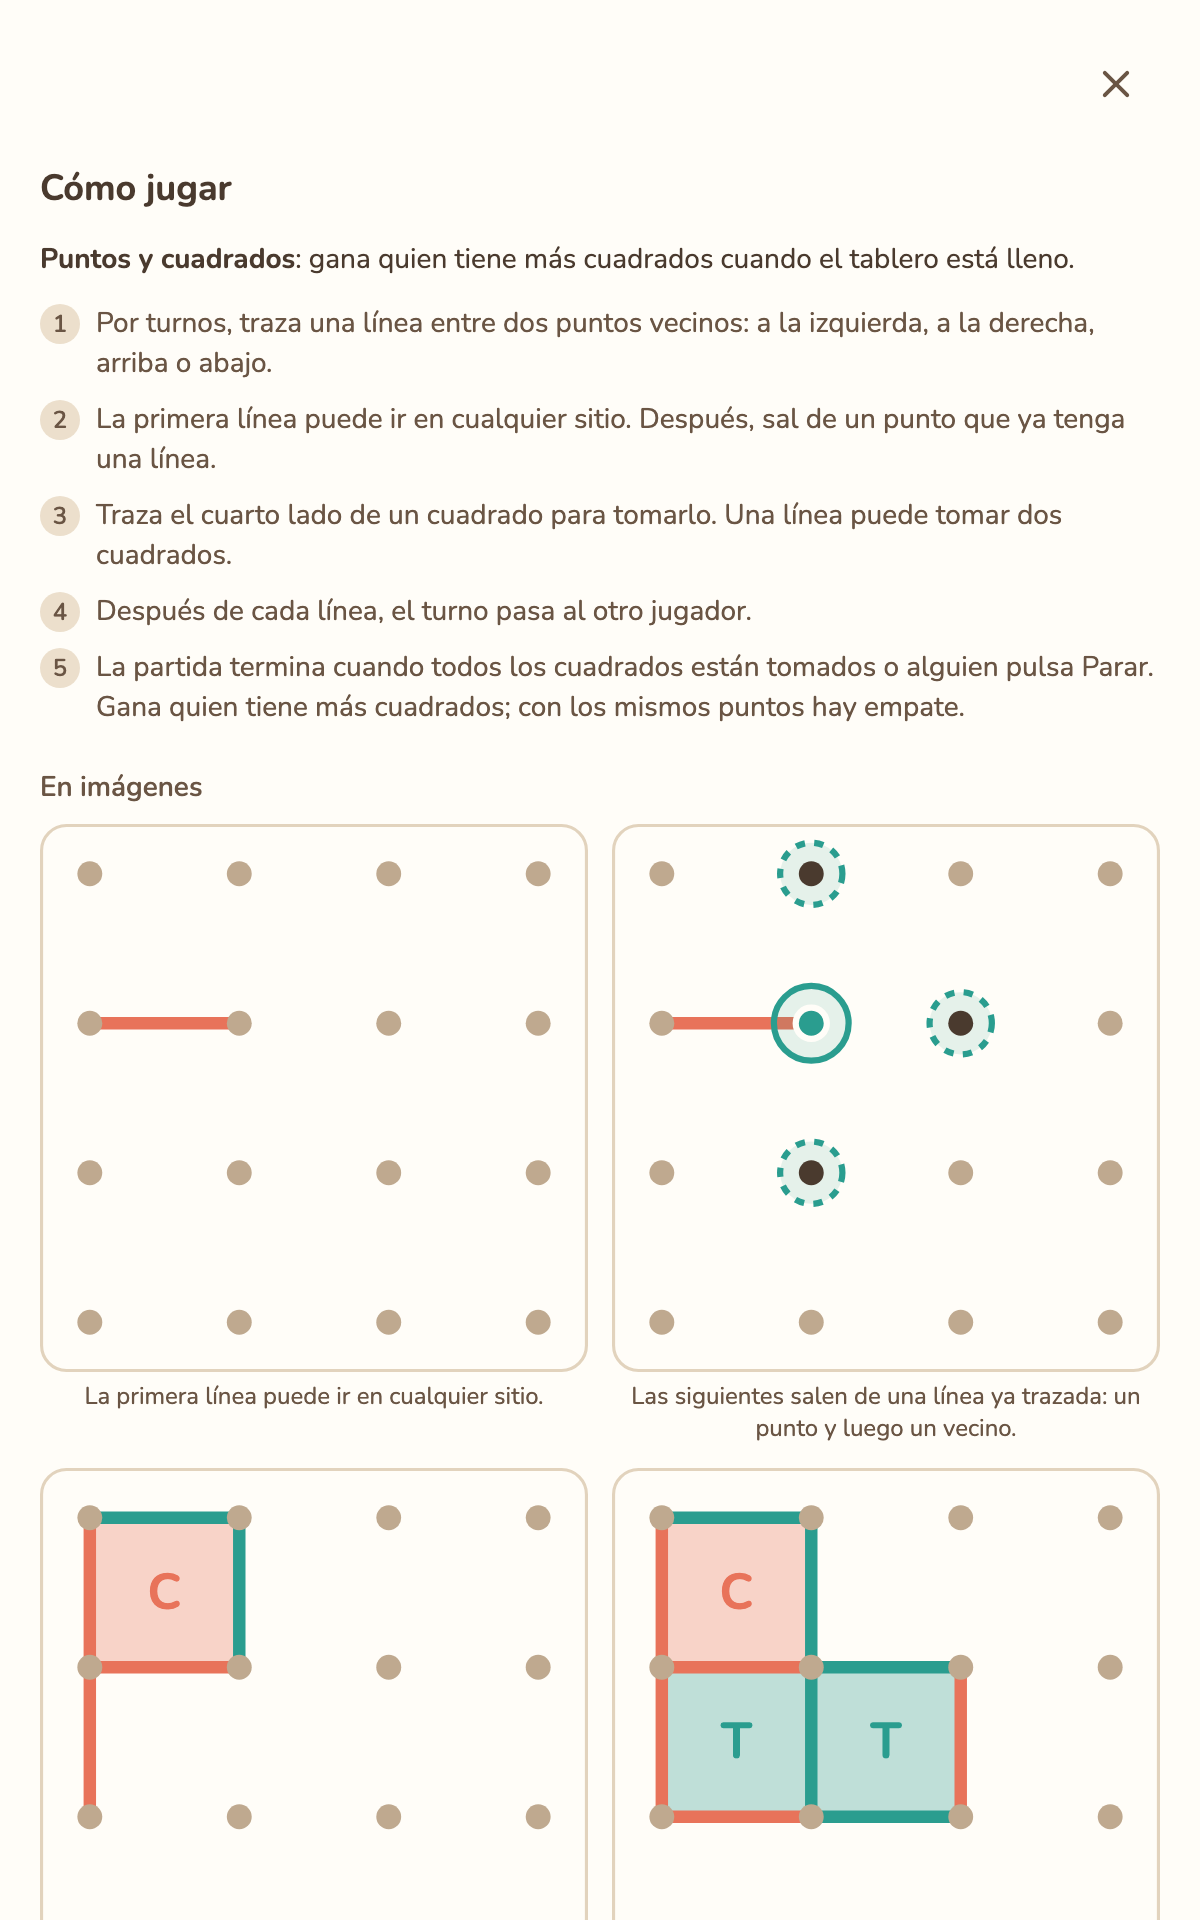 Cómo jugar
Puntos y cuadrados: gana quien tiene más cuadrados cuando el tablero está lleno.
1 Por turnos, traza una línea entre dos puntos vecinos: a la izquierda, a la derecha,
arriba o abajo.
2 La primera línea puede ir en cualquier sitio. Después, sal de un punto que ya tenga
una línea.
3 Traza el cuarto lado de un cuadrado para tomarlo. Una línea puede tomar dos
cuadrados.
4 Después de cada línea, el turno pasa al otro jugador.
5 La partida termina cuando todos los cuadrados están tomados o alguien pulsa Parar.
Gana quien tiene más cuadrados; con los mismos puntos hay empate.
En imágenes
La primera línea puede ir en cualquier sitio.
Las siguientes salen de una línea ya trazada: un
punto y luego un vecino.
C
C
T T